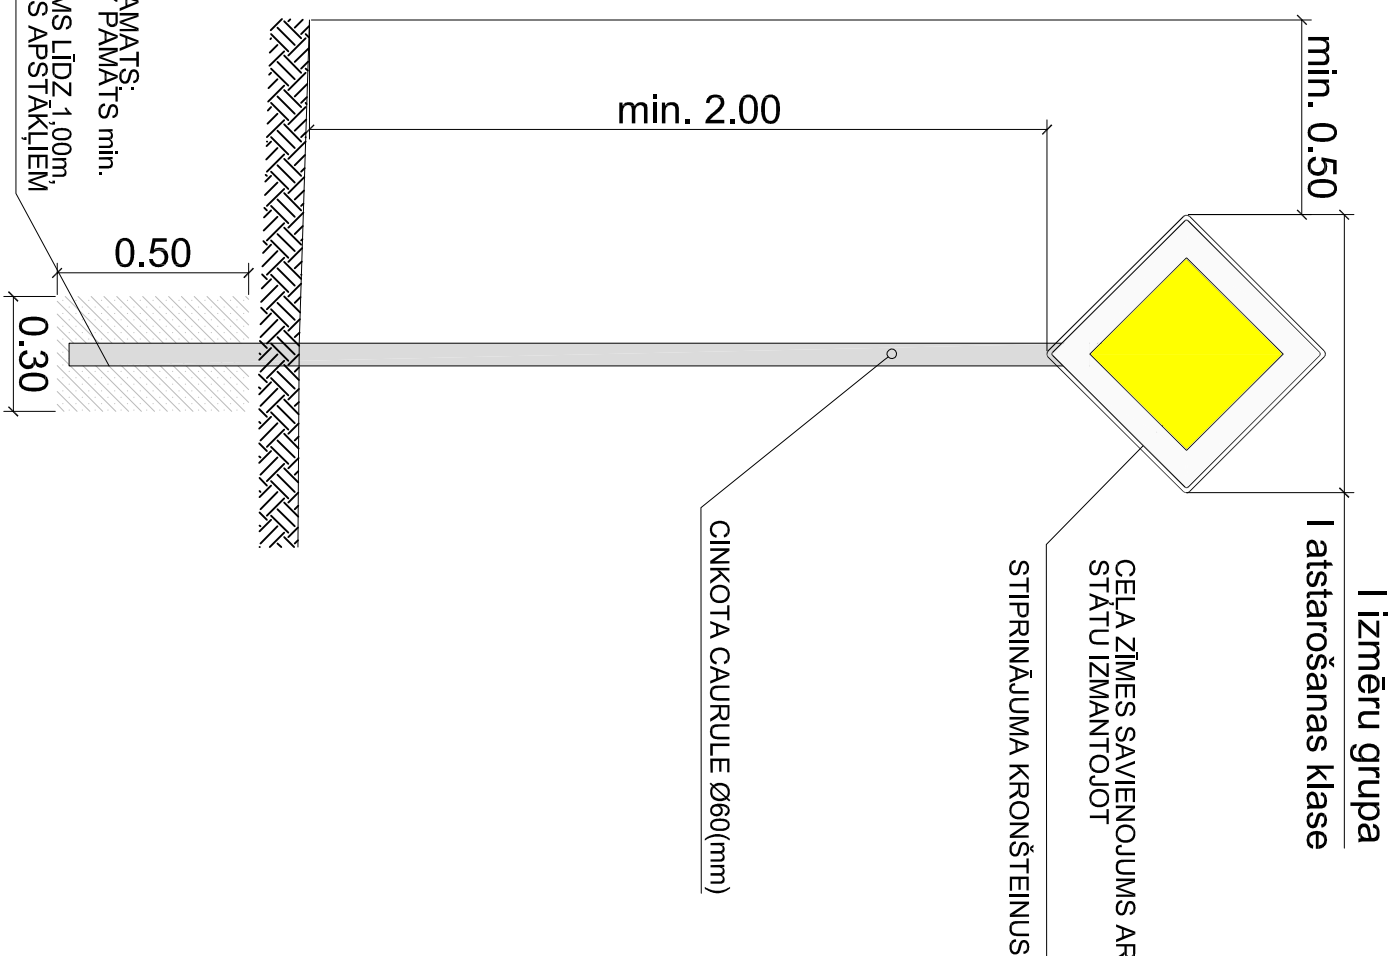 I izmēru grupa
I atstarošanas klase
min. 0.50
min. 2.00
CEĻA ZĪMES SAVIENOJUMS AR
STATU IZMANTOJOT
STIPRINĀJUMA KRONŠTEINUS
CINKOTA CAURULE Ø60(mm)
0.50
0.30
AMATS:
PAMATS min.
MS LĪDZ 1,00m,
S APSTĀKĻIEM